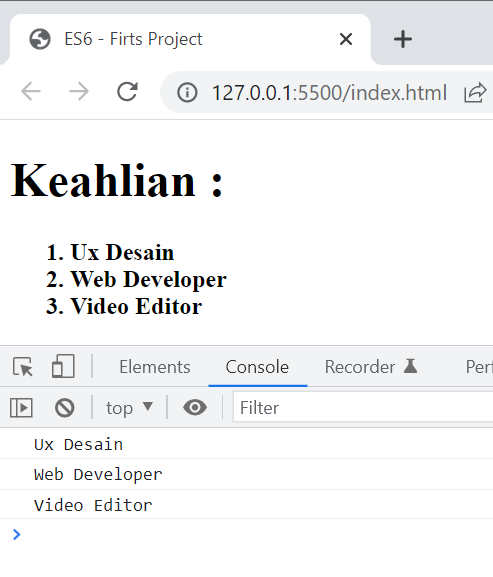 ES6 - Firts Project
127.0.0.1:5500/index.html
Keahlian :
1. Ux Desain
2. Web Developer
3. Video Editor
Elements Console Recorder Perf
top Filter
Ux Desain
Web Developer
Video Editor